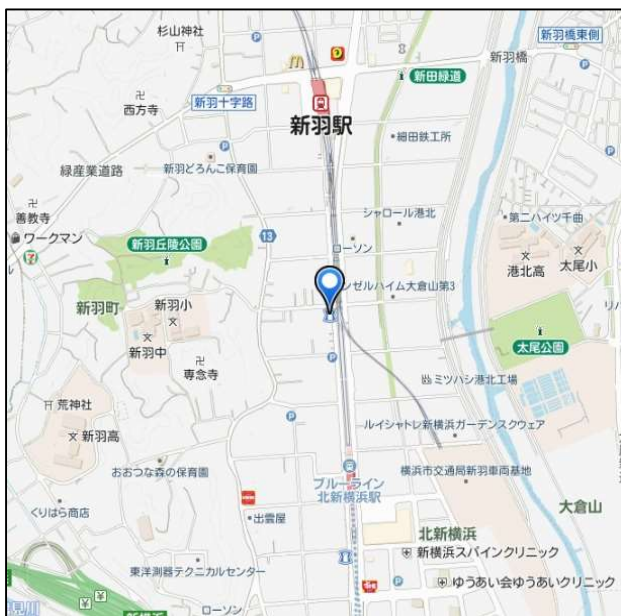 杉山神社
新羽橋東側
新羽橋
新田緑道
西方寺
新羽十字路
新羽駅
細田鉄工所
新羽どろんこ保育園
緑産業道路
善教寺
ワークマン
シャロール港北
第二ハイツ千曲
新羽丘陵公園
13
ローソン
港北高
太尾小
ンゼルハイム大倉山第3
新羽町
新羽小
新羽中
専念寺
太尾公園
ミツハシ港北工場
荒神社
新羽高
ルイシャトレ新横浜ガーデンスクウェア
おおつな森の保育園
ブルーライン
北新横浜駅
横浜市交通局新羽車両基地
くりはら商店
出雲屋
大倉山
北新横浜
新横浜スパインクリニック
東洋測器テクニカルセンター
ゆうあい会ゆうあいクリニック
ローソン